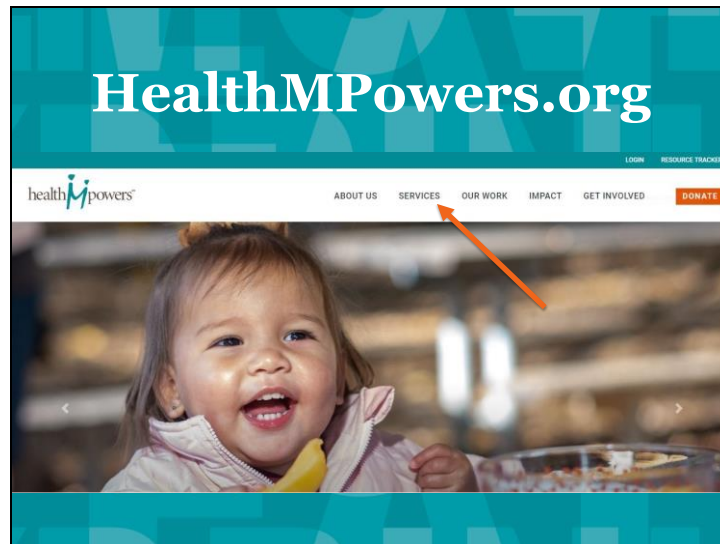 HealthMPowers.org
LOGIN RESOURCE TRACKER
healthMpowers
ABOUT US SERVICES OUR WORK IMPACT GET INVOLVED DONATE